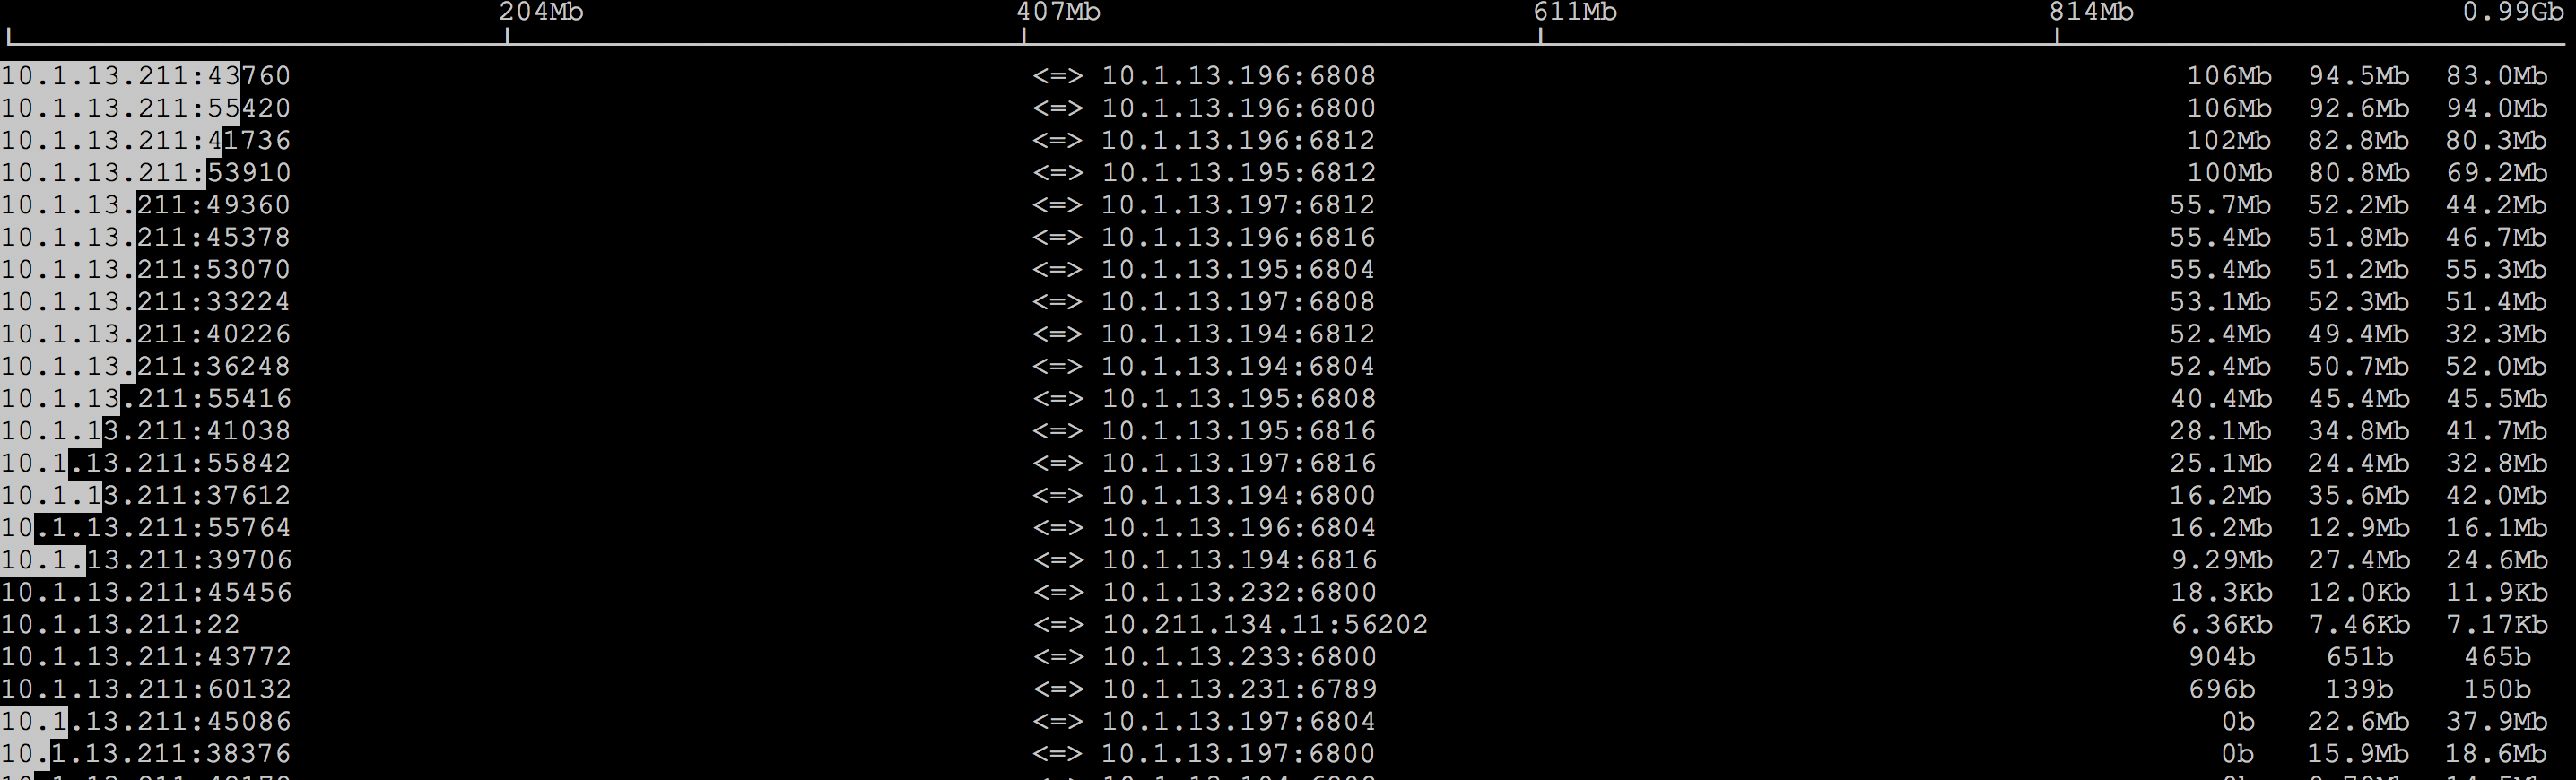 204Mb 407Mb 611Mb 814Mb 0.99Gb
10.1.13.211:43760 <=> 10.1.13.196:6808 106Mb 94.5Mb 83.0Mb
10.1.13.211:55420 <=> 10.1.13.196:6800 106Mb 92.6Mb 94.0Mb
10.1.13.211:41736 <=> 10.1.13.196:6812 102Mb 82.8Mb 80.3Mb
10.1.13.211:53910 <=> 10.1.13.195:6812 100Mb 80.8Mb 69.2Mb
10.1.13.211:49360 <=> 10.1.13.197:6812 55.7Mb 52.2Mb 44.2Mb
10.1.13.211:45378 <=> 10.1.13.196:6816 55.4Mb 51.8Mb 46.7Mb
10.1.13.211:53070 <=> 10.1.13.195:6804 55.4Mb 51.2Mb 55.3Mb
10.1.13.211:33224 <=> 10.1.13.197:6808 53.1Mb 52.3Mb 51.4Mb
10.1.13.211:40226 <=> 10.1.13.194:6812 52.4Mb 49.4Mb 32.3Mb
10.1.13.211:36248 <=> 10.1.13.194:6804 52.4Mb 50.7Mb 52.0Mb
10.1.13.211:55416 <=> 10.1.13.195:6808 40.4Mb 45.4Mb 45.5Mb
10.1.13.211:41038 <=> 10.1.13.195:6816 28.1Mb 34.8Mb 41.7Mb
10.1.13.211:55842 <=> 10.1.13.197:6816 25.1Mb 24.4Mb 32.8Mb
10.1.13.211:37612 <=> 10.1.13.194:6800 16.2Mb 35.6Mb 42.0Mb
10.1.13.211:55764 <=> 10.1.13.196:6804 16.2Mb 12.9Mb 16.1Mb
10.1.13.211:39706 <=> 10.1.13.194:6816 9.29Mb 27.4Mb 24.6Mb
10.1.13.211:45456 <=> 10.1.13.232:6800 18.3Kb 12.0Kb 11.9Kb
10.1.13.211:22 <=> 10.211.134.11:56202 6.36Kb 7.46Kb 7.17Kb
10.1.13.211:43772 <=> 10.1.13.233:6800 904b 651b 465b
10.1.13.211:60132 <=> 10.1.13.231:6789 696b 139b 150b
10.1.13.211:45086 <=> 10.1.13.197:6804 0b 22.6Mb 37.9Mb
10.1.13.211:38376 <=> 10.1.13.197:6800 0b 15.9Mb 18.6Mb